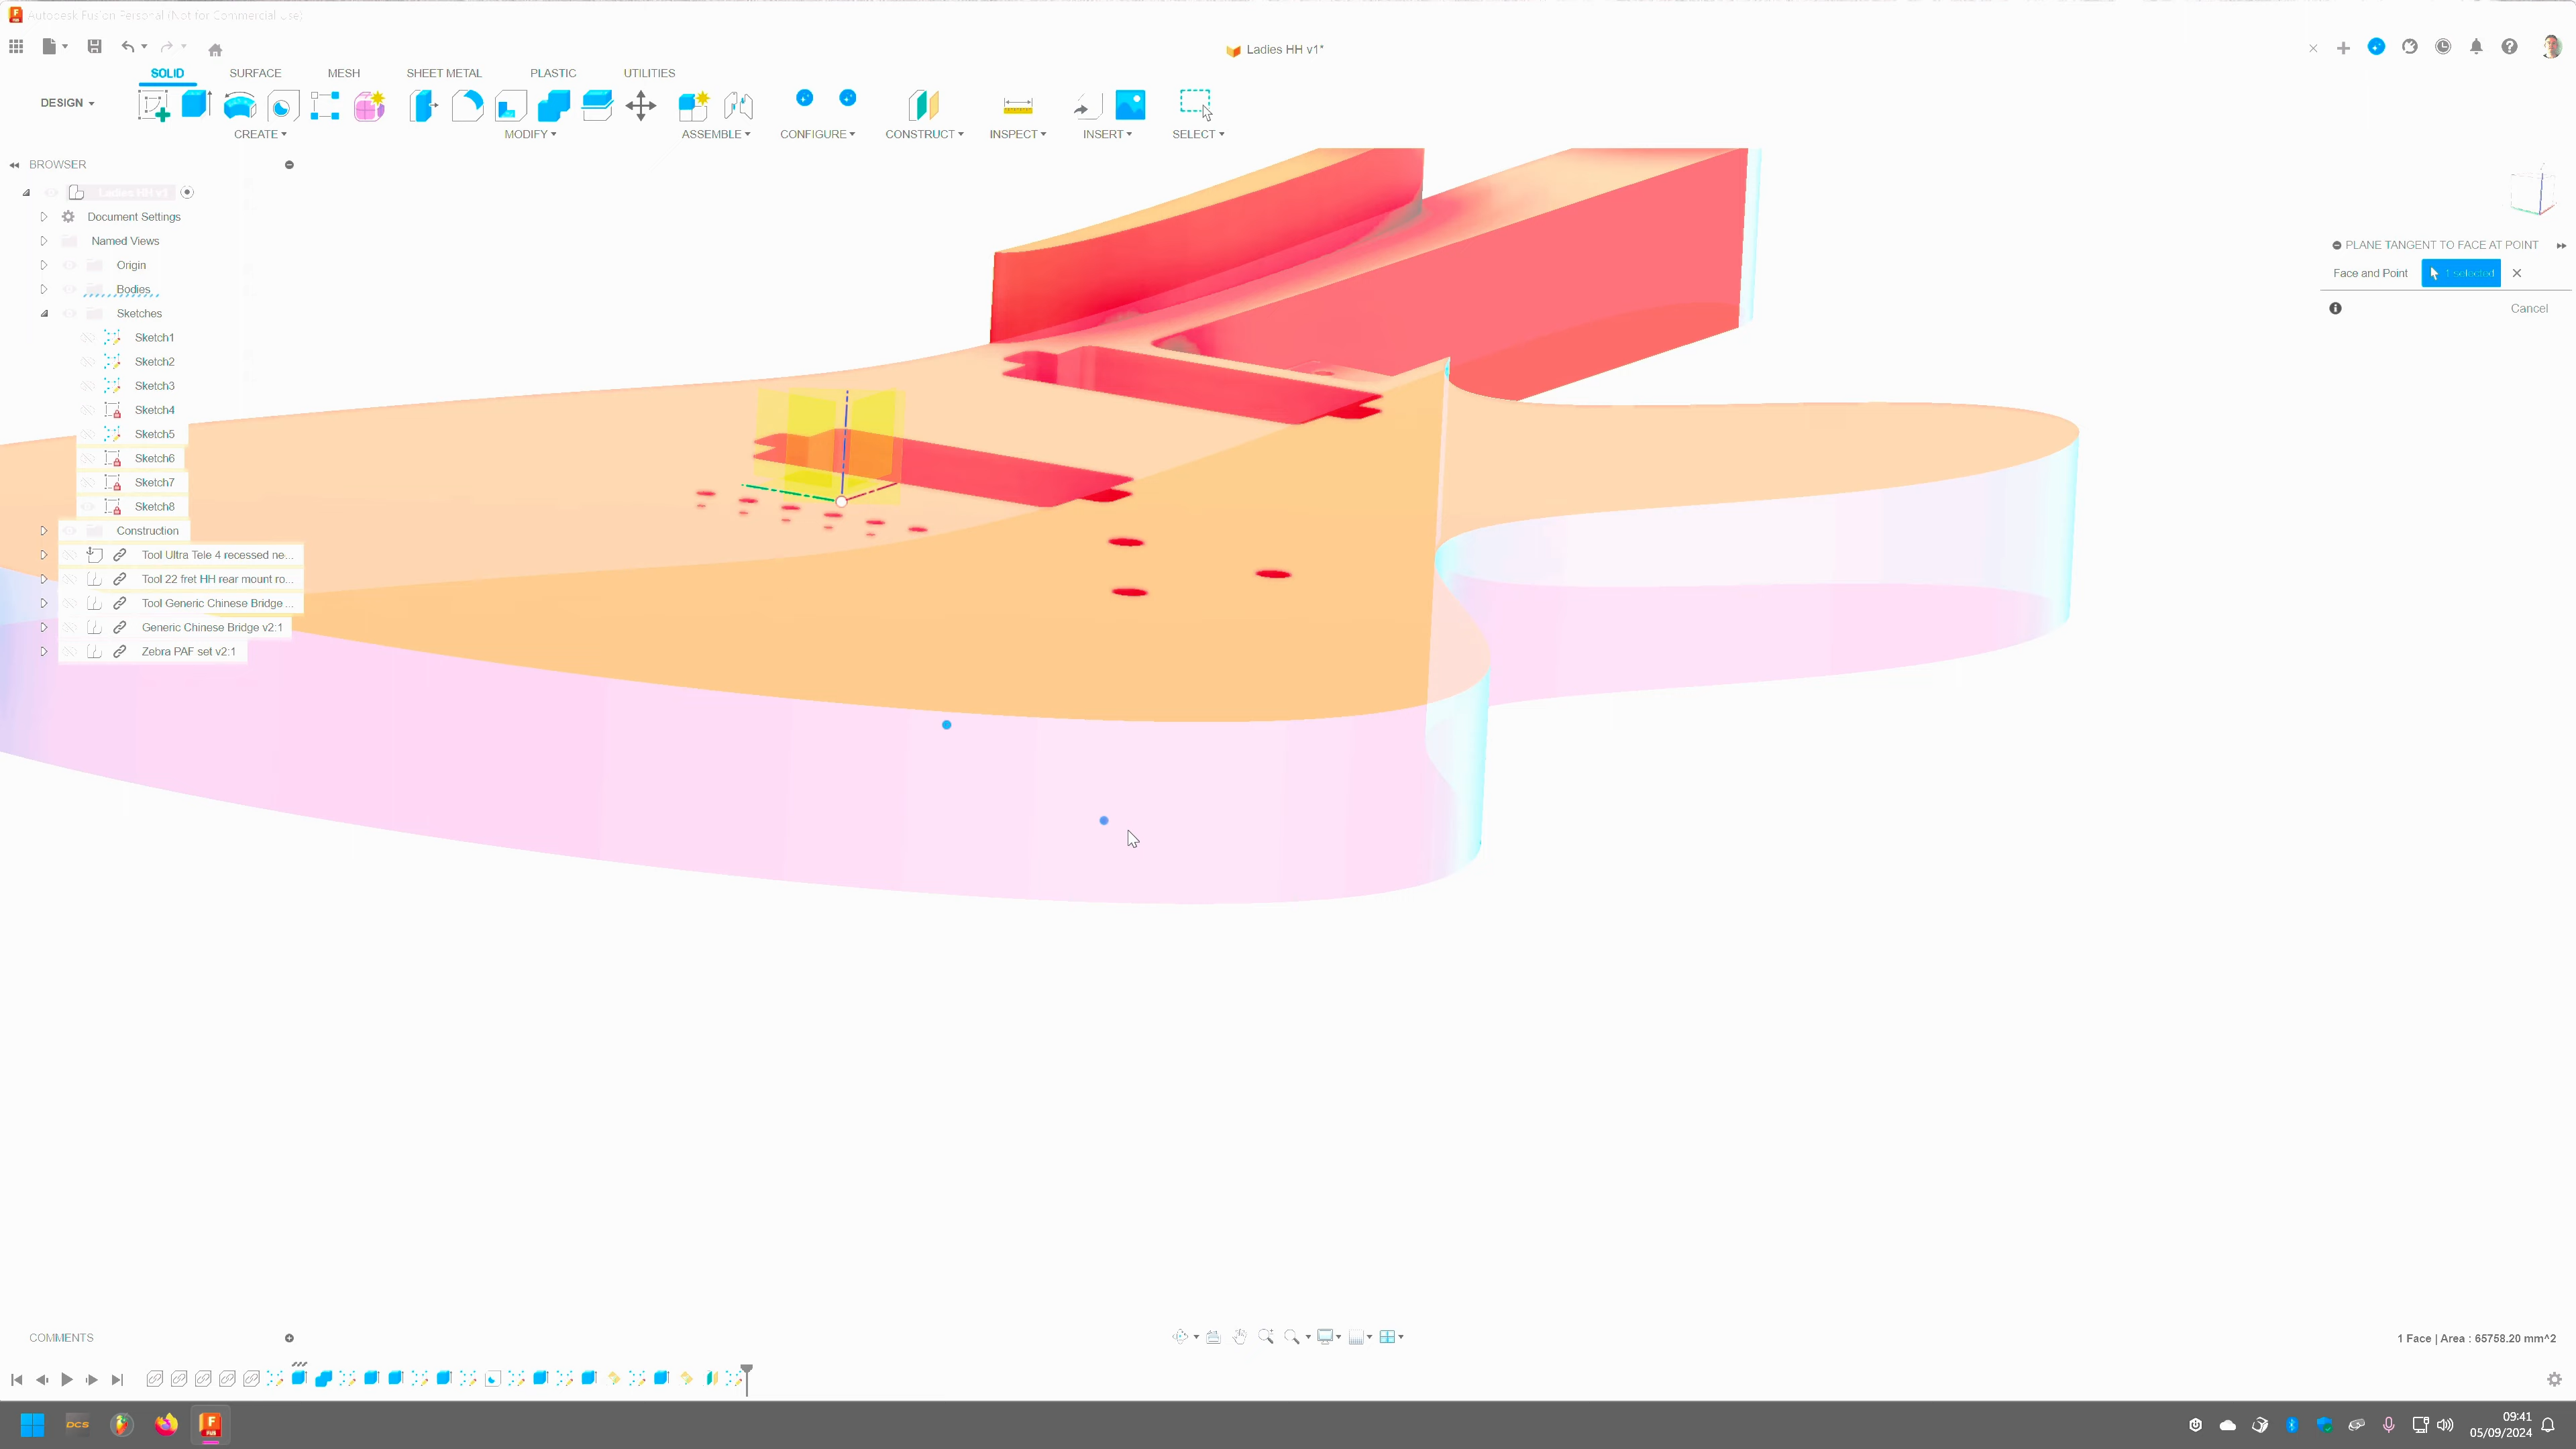 Autodesk Fusion Personal (Not for Commercial Use)
Ladies HH v1*
SOLID SURFACE MESH SHEET METAL PLASTIC UTILITIES
DESIGN
CREATE MODIFY ASSEMBLE CONFIGURE CONSTRUCT INSPECT INSERT SELECT
BROWSER
Ladies HH v1
Document Settings
Named Views
Origin
Bodies
Sketches
Sketch1
Sketch2
Sketch3
Sketch4
Sketch5
Sketch6
Sketch7
Sketch8
Construction
Tool Ultra Tele 4 recessed ne...
Tool 22 fret HH rear mount ro...
Tool Generic Chinese Bridge ...
Generic Chinese Bridge v2:1
Zebra PAF set v2:1
PLANE TANGENT TO FACE AT POINT
Face and Point 1 selected
Cancel
COMMENTS
1 Face | Area : 65758.20 mm^2
DCS
F
FUS
09:41
05/09/2024